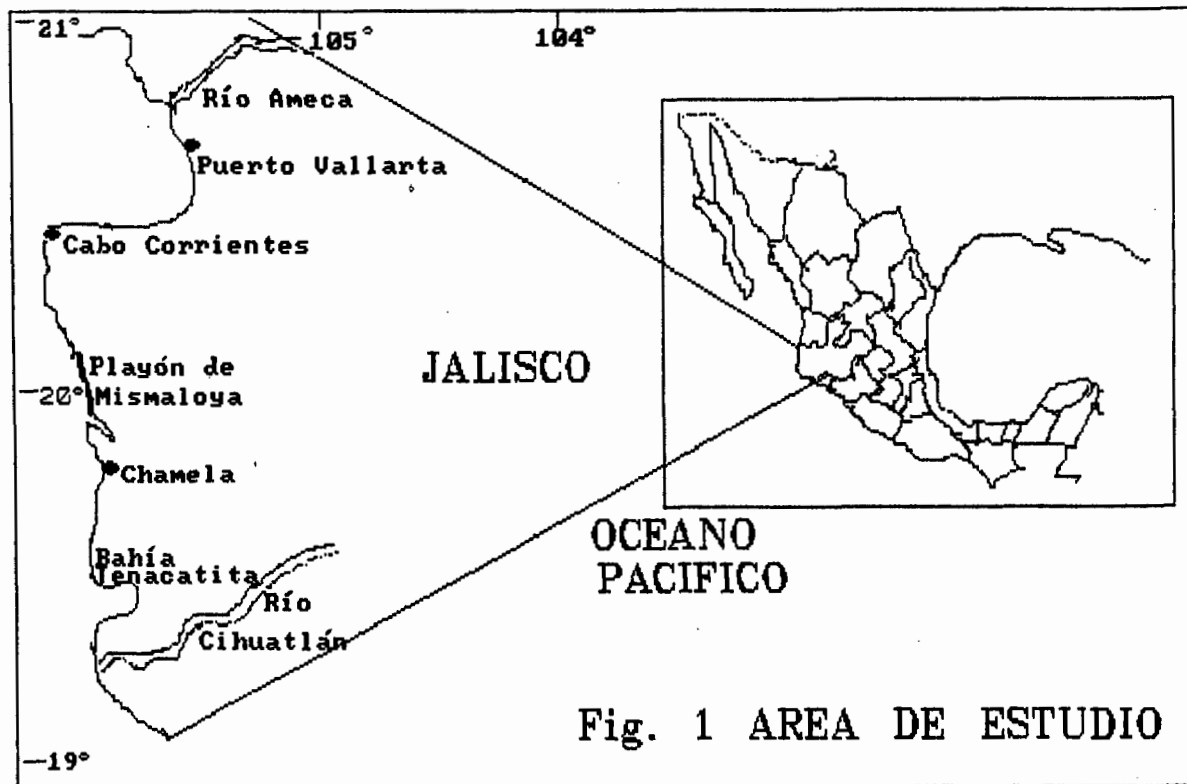 21°
105°
104°
Río Ameca
Puerto Vallarta
Cabo Corrientes
Playón de
20° Mismaloya
JALISCO
Chamela
OCEANO
PACIFICO
Bahía
Tenacatita
Río
Cihuatlán
Fig. 1 AREA DE ESTUDIO
19°